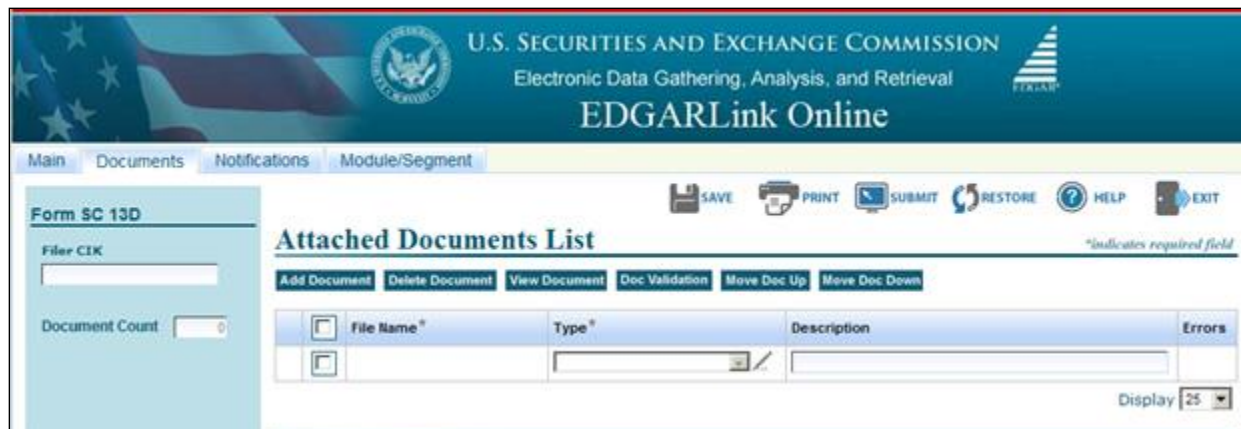 U.S. SECURITIES AND EXCHANGE COMMISSION
Electronic Data Gathering, Analysis, and Retrieval
EDGARLink Online
EDGAR
Main Documents Notifications Module/Segment
SAVE PRINT SUBMIT RESTORE HELP EXIT
Form SC 13D
Filer CIK
Document Count 0
Attached Documents List
*indicates required field
Add Document Delete Document View Document Doc Validation Move Doc Up Move Doc Down
File Name* Type* Description Errors
Display 25